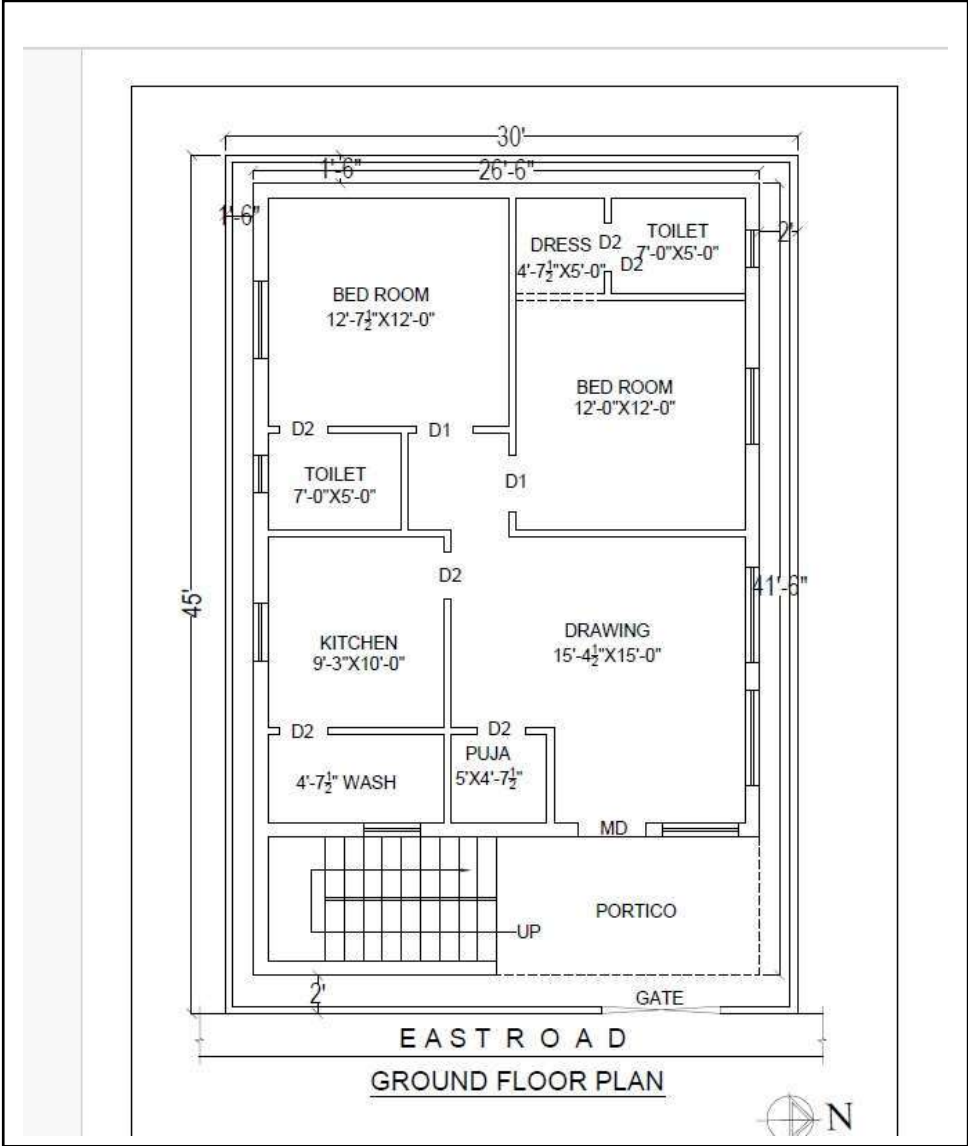 30'
1'-6"
26'-6"
1'-6"
2'
DRESS
4'-7½"X5'-0"
D2
D2
TOILET
7'-0"X5'-0"
BED ROOM
12'-7½"X12'-0"
BED ROOM
12'-0"X12'-0"
D2
D1
TOILET
7'-0"X5'-0"
D1
D2
45'
41'-6"
KITCHEN
9'-3"X10'-0"
DRAWING
15'-4½"X15'-0"
D2
D2
PUJA
5'X4'-7½"
4'-7½" WASH
MD
PORTICO
UP
2'
GATE
EAST ROAD
GROUND FLOOR PLAN
N